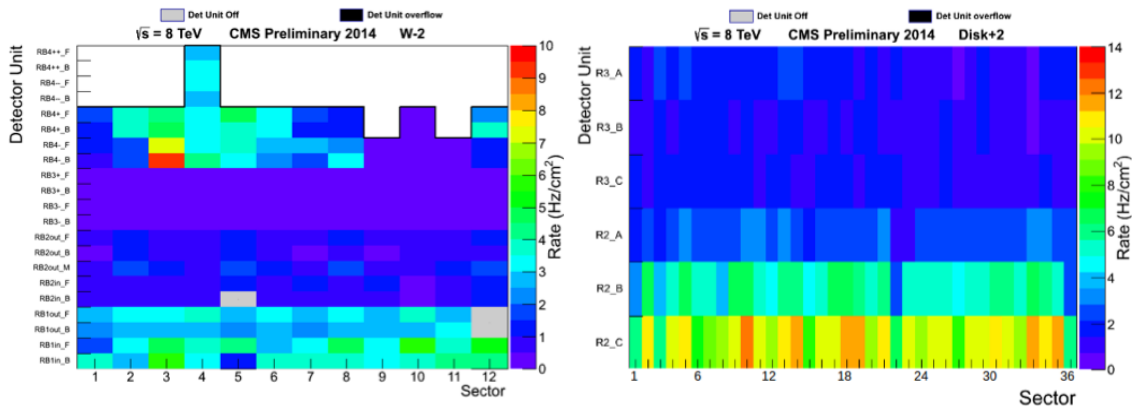 Det Unit Off
Det Unit overflow
√s = 8 TeV CMS Preliminary 2014 W-2
Detector Unit
RB4++_F
RB4++_B
RB4--_F
RB4--_B
RB4+_F
RB4+_B
RB4-_F
RB4-_B
RB3+_F
RB3+_B
RB3-_F
RB3-_B
RB2out_F
RB2out_B
RB2out_M
RB2in_F
RB2in_B
RB1out_F
RB1out_B
RB1in_F
RB1in_B
1 2 3 4 5 6 7 8 9 10 11 12
Sector
10
9
8
7
6
5
4
3
2
1
0
Rate (Hz/cm²)
Det Unit Off
Det Unit overflow
√s = 8 TeV CMS Preliminary 2014 Disk+2
Detector Unit
R3_A
R3_B
R3_C
R2_A
R2_B
R2_C
1 6 12 18 24 30 36
Sector
14
12
10
8
6
4
2
0
Rate (Hz/cm²)